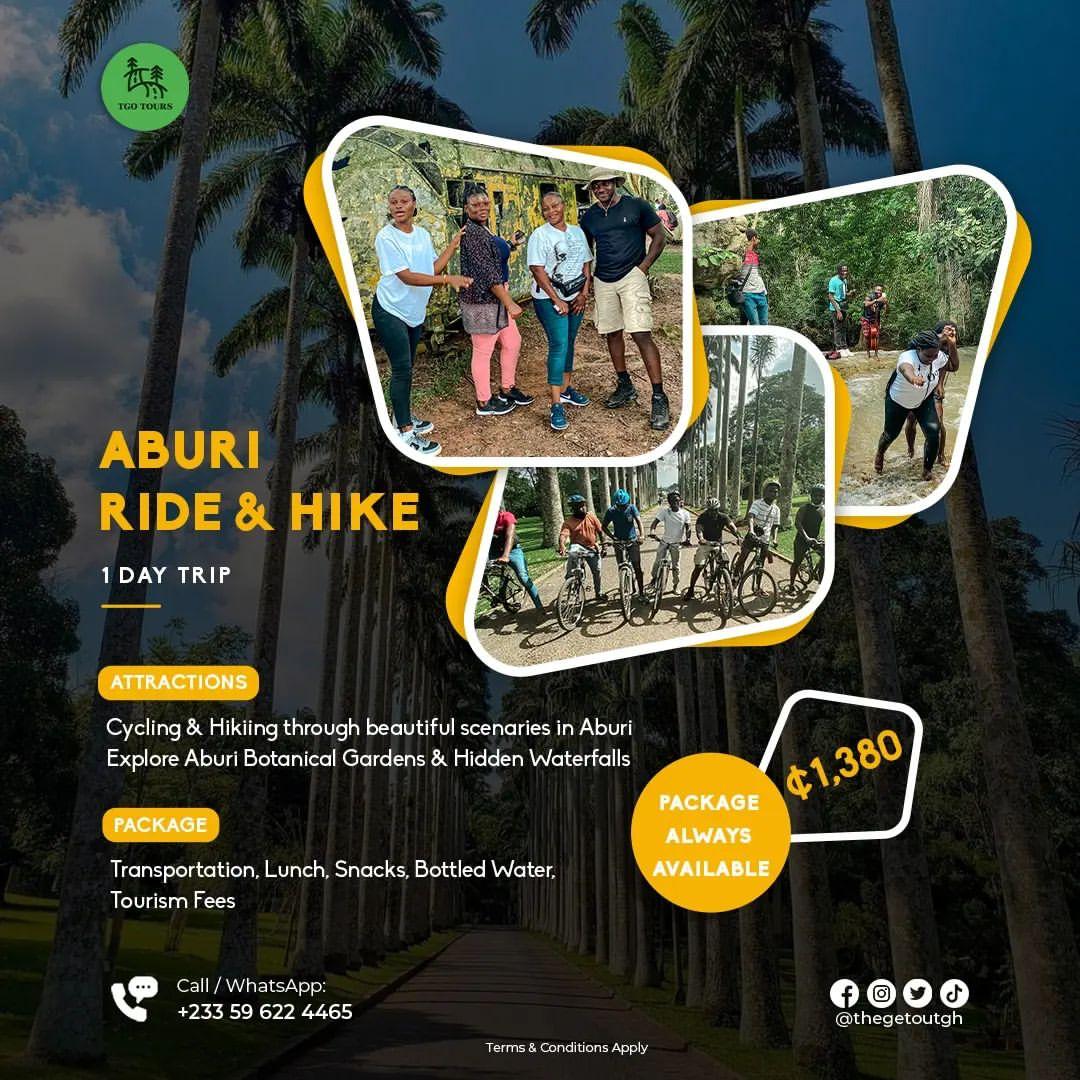 TGO TOURS
ABURI
RIDE & HIKE
1 DAY TRIP
ATTRACTIONS
Cycling & Hikiing through beautiful scenaries in Aburi
Explore Aburi Botanical Gardens & Hidden Waterfalls
₵1,380
PACKAGE
ALWAYS
AVAILABLE
PACKAGE
Transportation, Lunch, Snacks, Bottled Water,
Tourism Fees
Call / WhatsApp:
+233 59 622 4465
@thegetoutgh
Terms & Conditions Apply